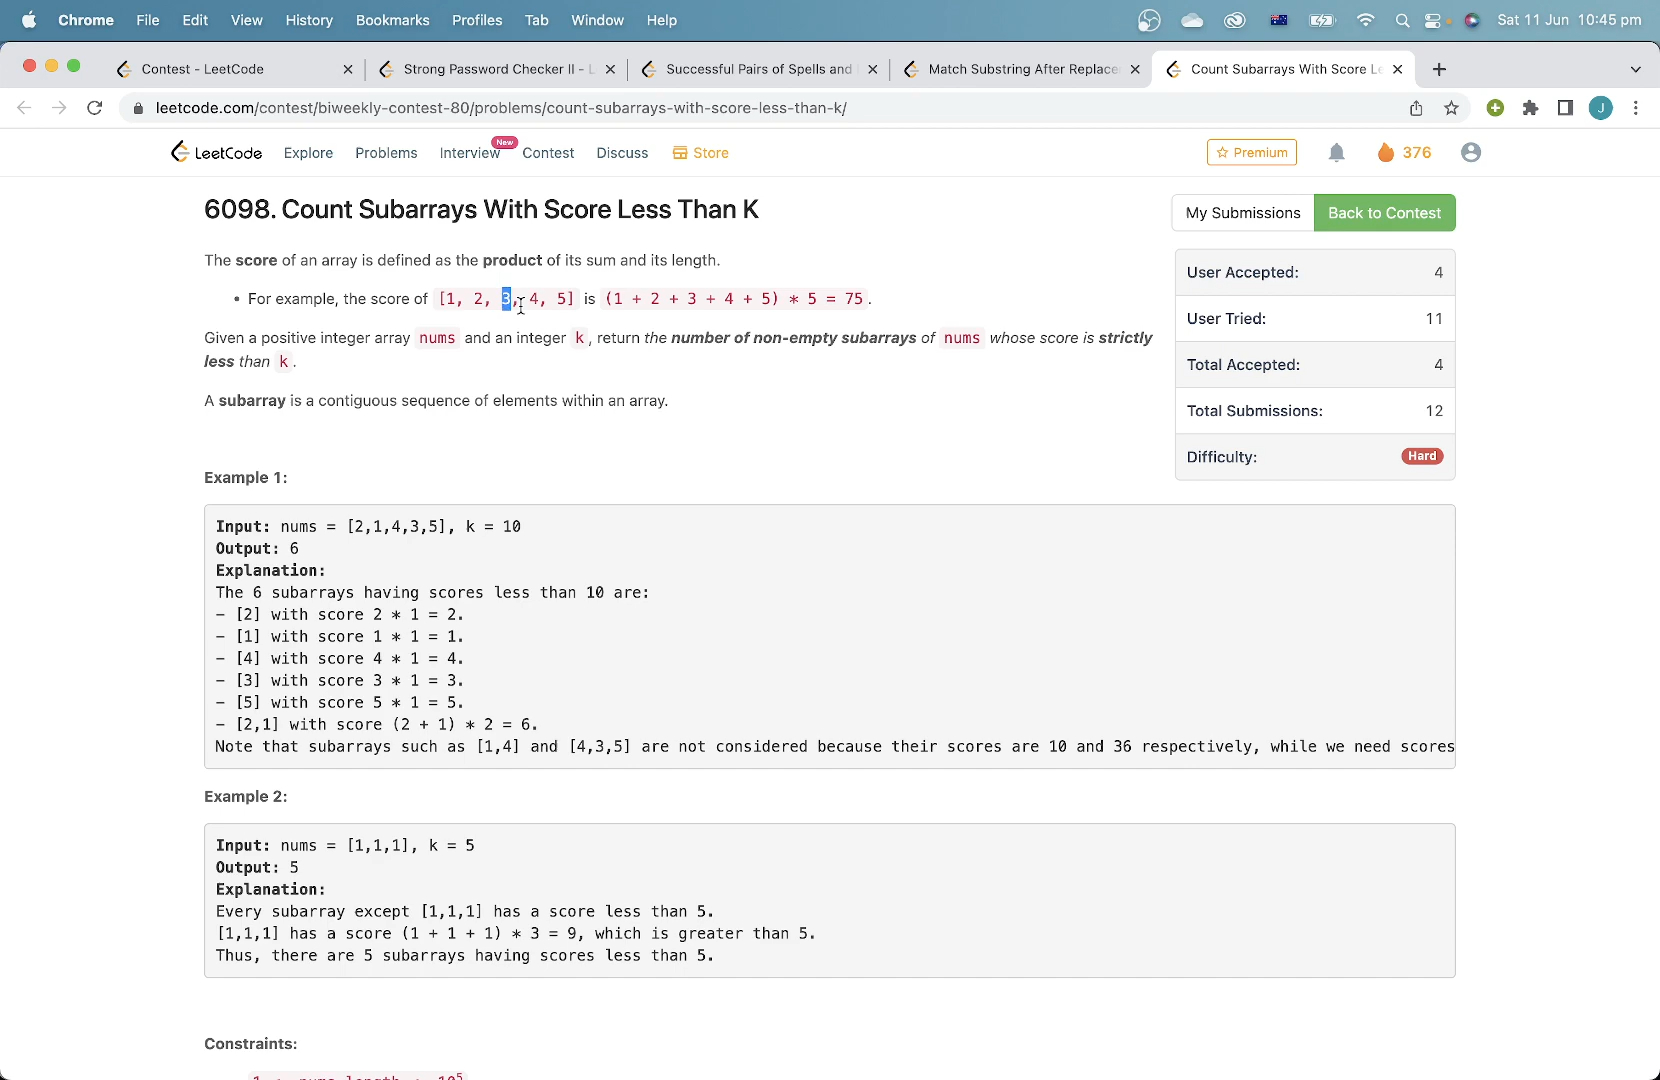 Chrome File Edit View History Bookmarks Profiles Tab Window Help Sat 11 Jun 10:45 pm
Contest - LeetCode Strong Password Checker II - L Successful Pairs of Spells and Match Substring After Replace Count Subarrays With Score Le
leetcode.com/contest/biweekly-contest-80/problems/count-subarrays-with-score-less-than-k/ J
LeetCode Explore Problems Interview New Contest Discuss Store Premium 376
6098. Count Subarrays With Score Less Than K
My Submissions Back to Contest
The score of an array is defined as the product of its sum and its length.
• For example, the score of [1, 2, 3, 4, 5] is (1 + 2 + 3 + 4 + 5) * 5 = 75.
Given a positive integer array nums and an integer k, return the number of non-empty subarrays of nums whose score is strictly
less than k.
A subarray is a contiguous sequence of elements within an array.
User Accepted: 4
User Tried: 11
Total Accepted: 4
Total Submissions: 12
Difficulty: Hard
Example 1:
Input: nums = [2,1,4,3,5], k = 10
Output: 6
Explanation:
The 6 subarrays having scores less than 10 are:
- [2] with score 2 * 1 = 2.
- [1] with score 1 * 1 = 1.
- [4] with score 4 * 1 = 4.
- [3] with score 3 * 1 = 3.
- [5] with score 5 * 1 = 5.
- [2,1] with score (2 + 1) * 2 = 6.
Note that subarrays such as [1,4] and [4,3,5] are not considered because their scores are 10 and 36 respectively, while we need scores
Example 2:
Input: nums = [1,1,1], k = 5
Output: 5
Explanation:
Every subarray except [1,1,1] has a score less than 5.
[1,1,1] has a score (1 + 1 + 1) * 3 = 9, which is greater than 5.
Thus, there are 5 subarrays having scores less than 5.
Constraints: